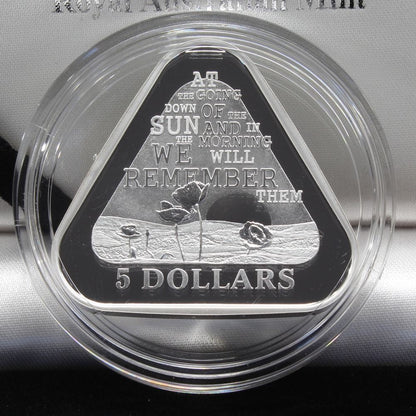 Royal Australian Mint
AT
THE GOING
DOWN OF THE
SUN AND IN
THE MORNING
WE WILL
REMEMBER
THEM
5 DOLLARS